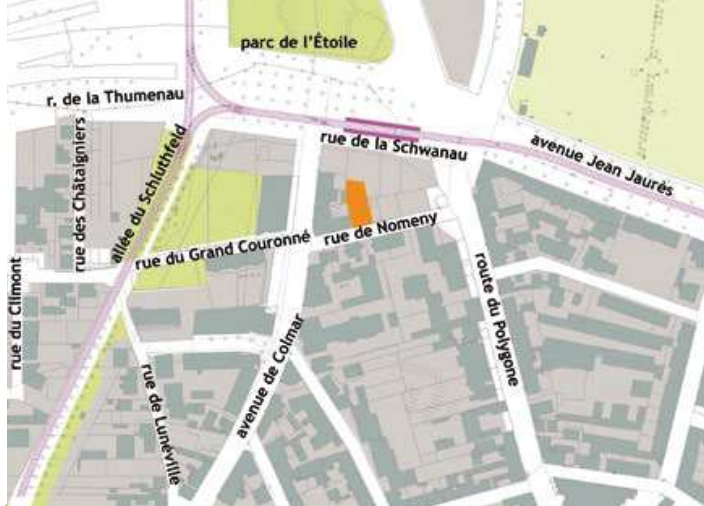 parc de l'Étoile
r. de la Thumenau
rue de la Schwanau
avenue Jean Jaurès
rue des Châtaigniers
allée du Schluthfeld
rue du Grand Couronné
rue de Nomeny
rue du Climont
route du Polygone
avenue de Colmar
rue de Lunéville